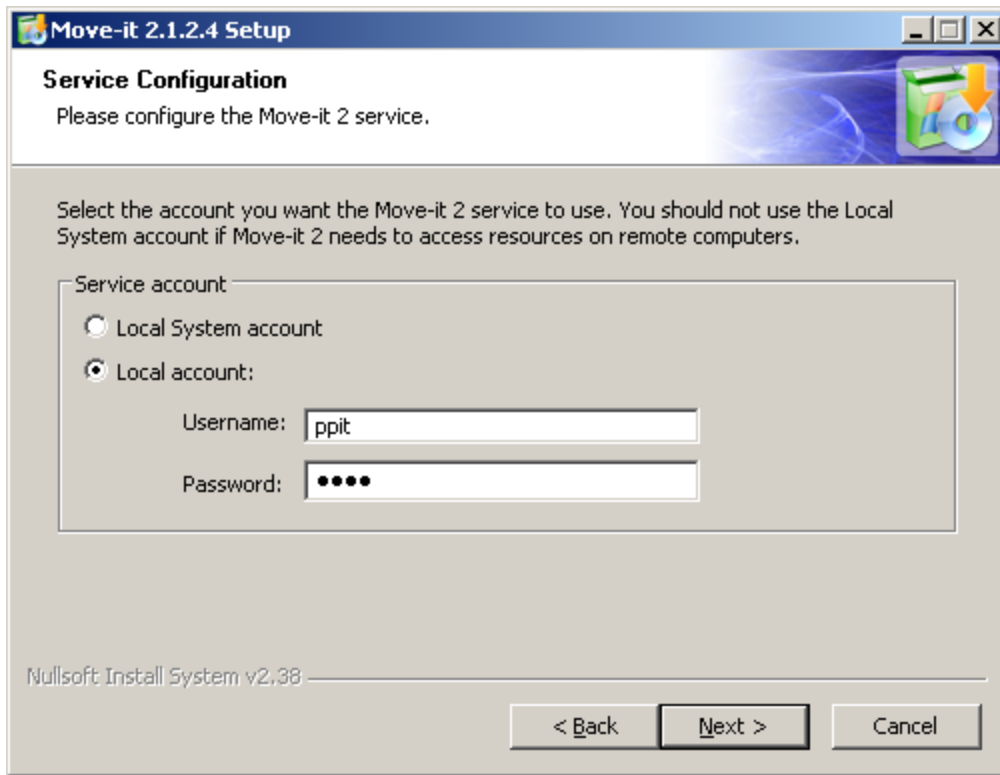 Move-it 2.1.2.4 Setup
Service Configuration
Please configure the Move-it 2 service.
Select the account you want the Move-it 2 service to use. You should not use the Local
System account if Move-it 2 needs to access resources on remote computers.
Service account
Local System account
Local account:
Username: ppit
Password: ••••
Nullsoft Install System v2.38
< Back Next > Cancel